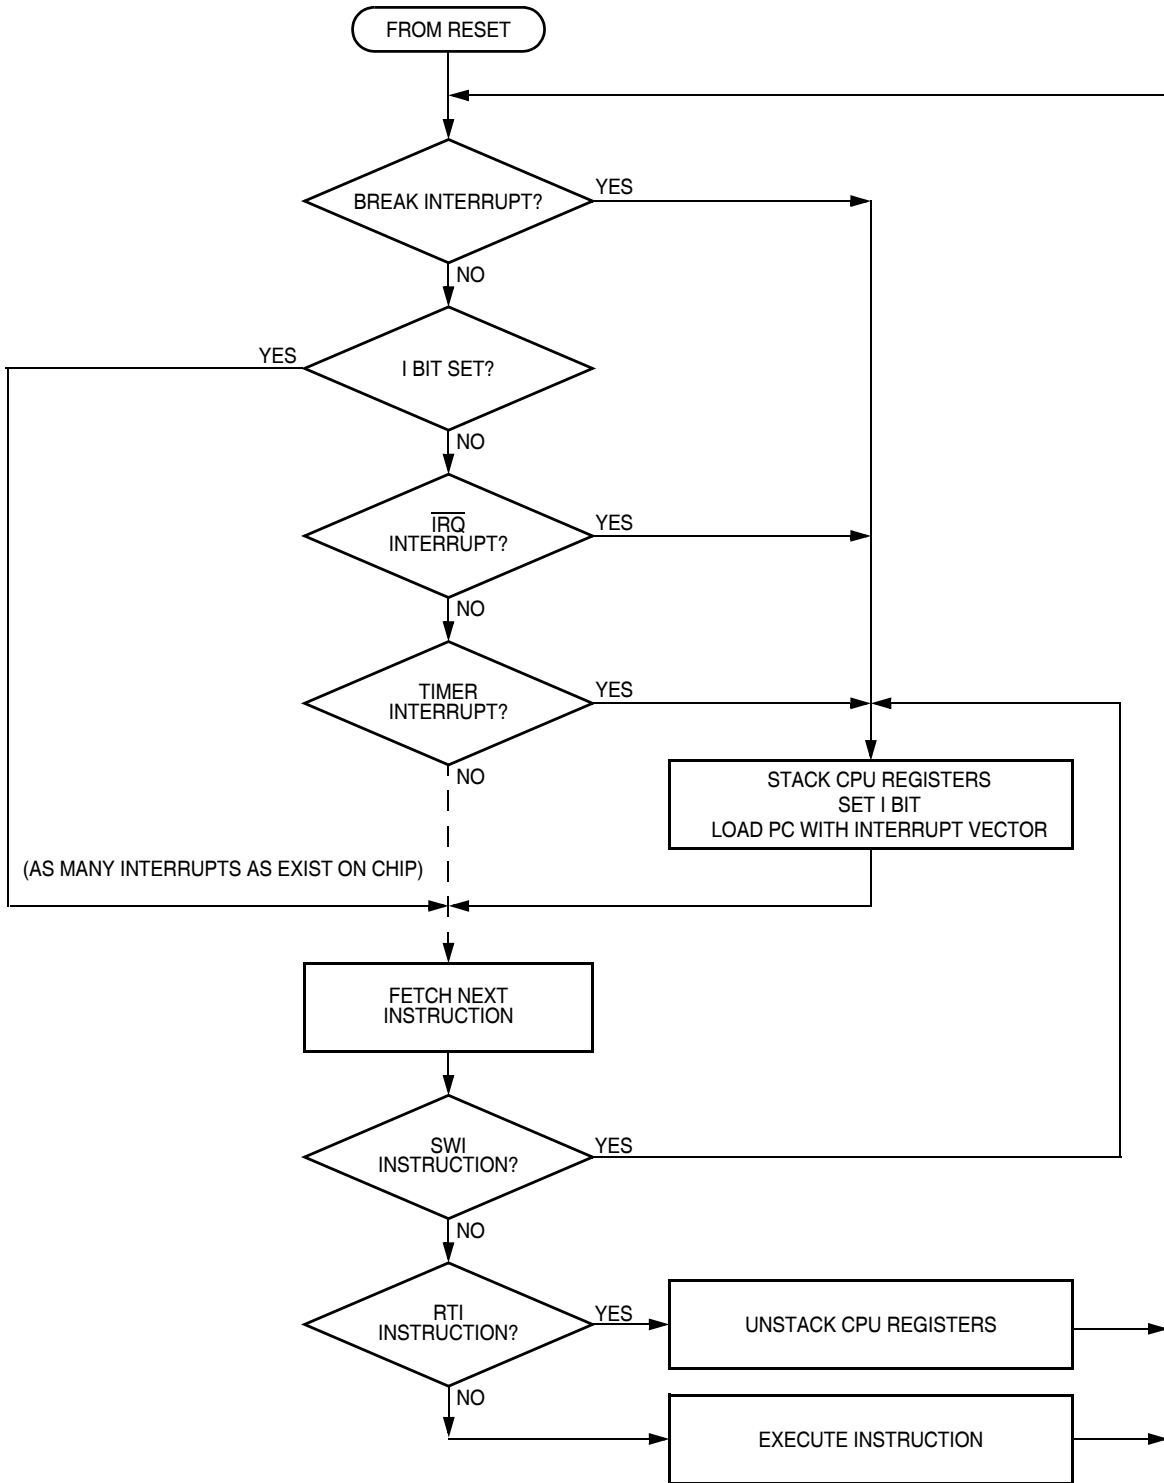 FROM RESET
BREAK INTERRUPT?
YES
NO
YES
I BIT SET?
NO
IRQ
INTERRUPT?
YES
NO
TIMER
INTERRUPT?
YES
NO
STACK CPU REGISTERS
SET I BIT
LOAD PC WITH INTERRUPT VECTOR
(AS MANY INTERRUPTS AS EXIST ON CHIP)
FETCH NEXT
INSTRUCTION
SWI
INSTRUCTION?
YES
NO
RTI
INSTRUCTION?
YES
UNSTACK CPU REGISTERS
NO
EXECUTE INSTRUCTION